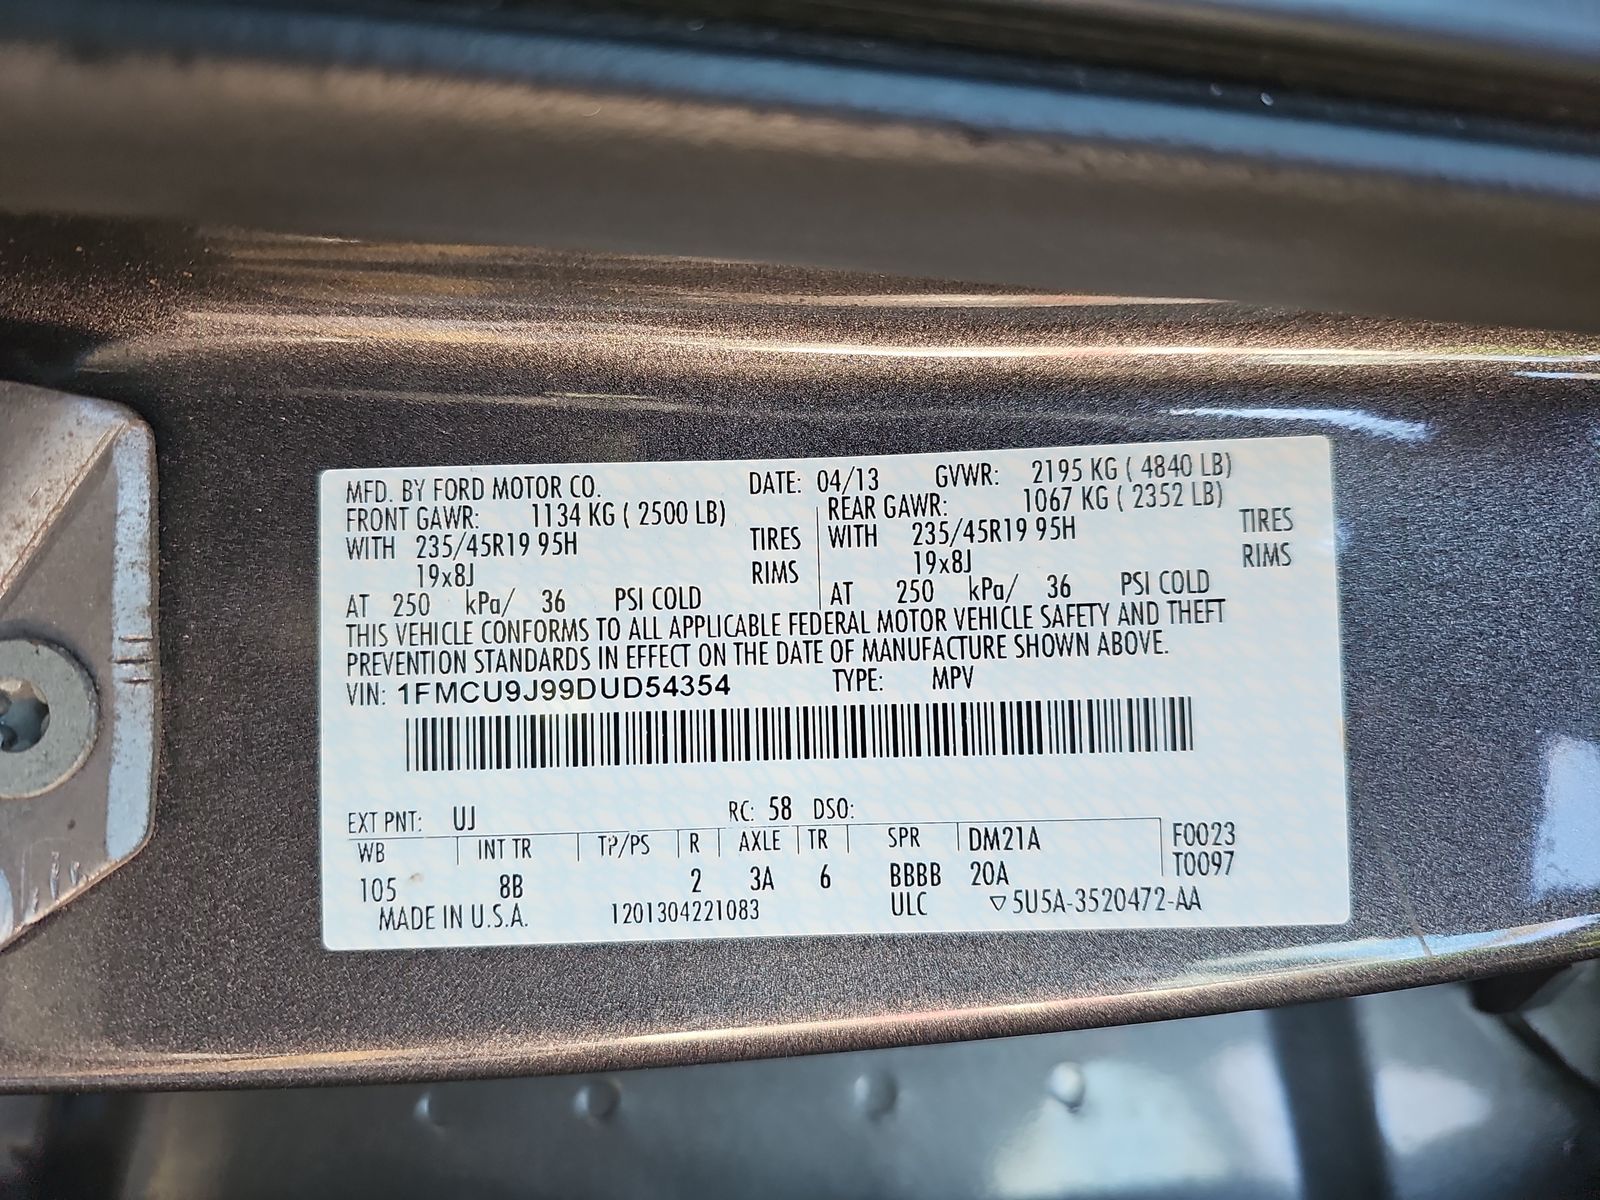 MFD. BY FORD MOTOR CO. DATE: 04/13 GVWR: 2195 KG ( 4840 LB)
FRONT GAWR: 1134 KG ( 2500 LB) REAR GAWR: 1067 KG ( 2352 LB)
WITH 235/45R19 95H TIRES WITH 235/45R19 95H TIRES
19x8J RIMS 19x8J RIMS
AT 250 kPa/ 36 PSI COLD AT 250 kPa/ 36 PSI COLD
THIS VEHICLE CONFORMS TO ALL APPLICABLE FEDERAL MOTOR VEHICLE SAFETY AND THEFT
PREVENTION STANDARDS IN EFFECT ON THE DATE OF MANUFACTURE SHOWN ABOVE.
VIN: 1FMCU9J99DUD54354 TYPE: MPV
EXT PNT: UJ RC: 58 DSO:
WB INT TR TP/PS R AXLE TR SPR DM21A F0023
105 8B 2 3A 6 BBBB 20A T0097
MADE IN U.S.A. 1201304221083 ULC ▽5U5A-3520472-AA